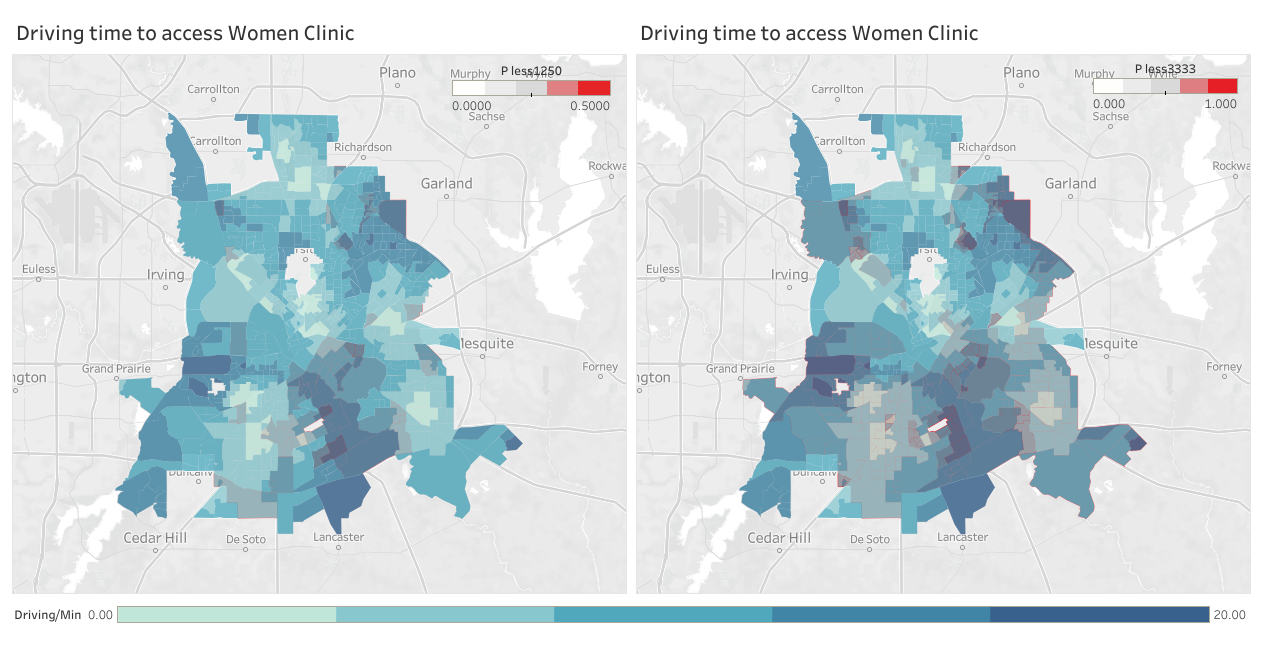 Driving time to access Women Clinic
Driving time to access Women Clinic
Plano
Murphy
P less1250
0.0000
0.5000
Sachse
Carrollton
Carrollton
Richardson
Garland
Rockwa
Euless
Irving
rsit
Mesquite
Grand Prairie
ngton
Forney
Duncanv
Cedar Hill
De Soto
Lancaster
Plano
Murphy
Wylie
P less3333
0.000
1.000
Sachse
Carrollton
Carrollton
Richardson
Garland
Rockwa
Euless
Irving
rsit
Mesquite
Grand Prairie
ngton
Forney
Duncanv
Cedar Hill
De Soto
Lancaster
Driving/Min 0.00
20.00